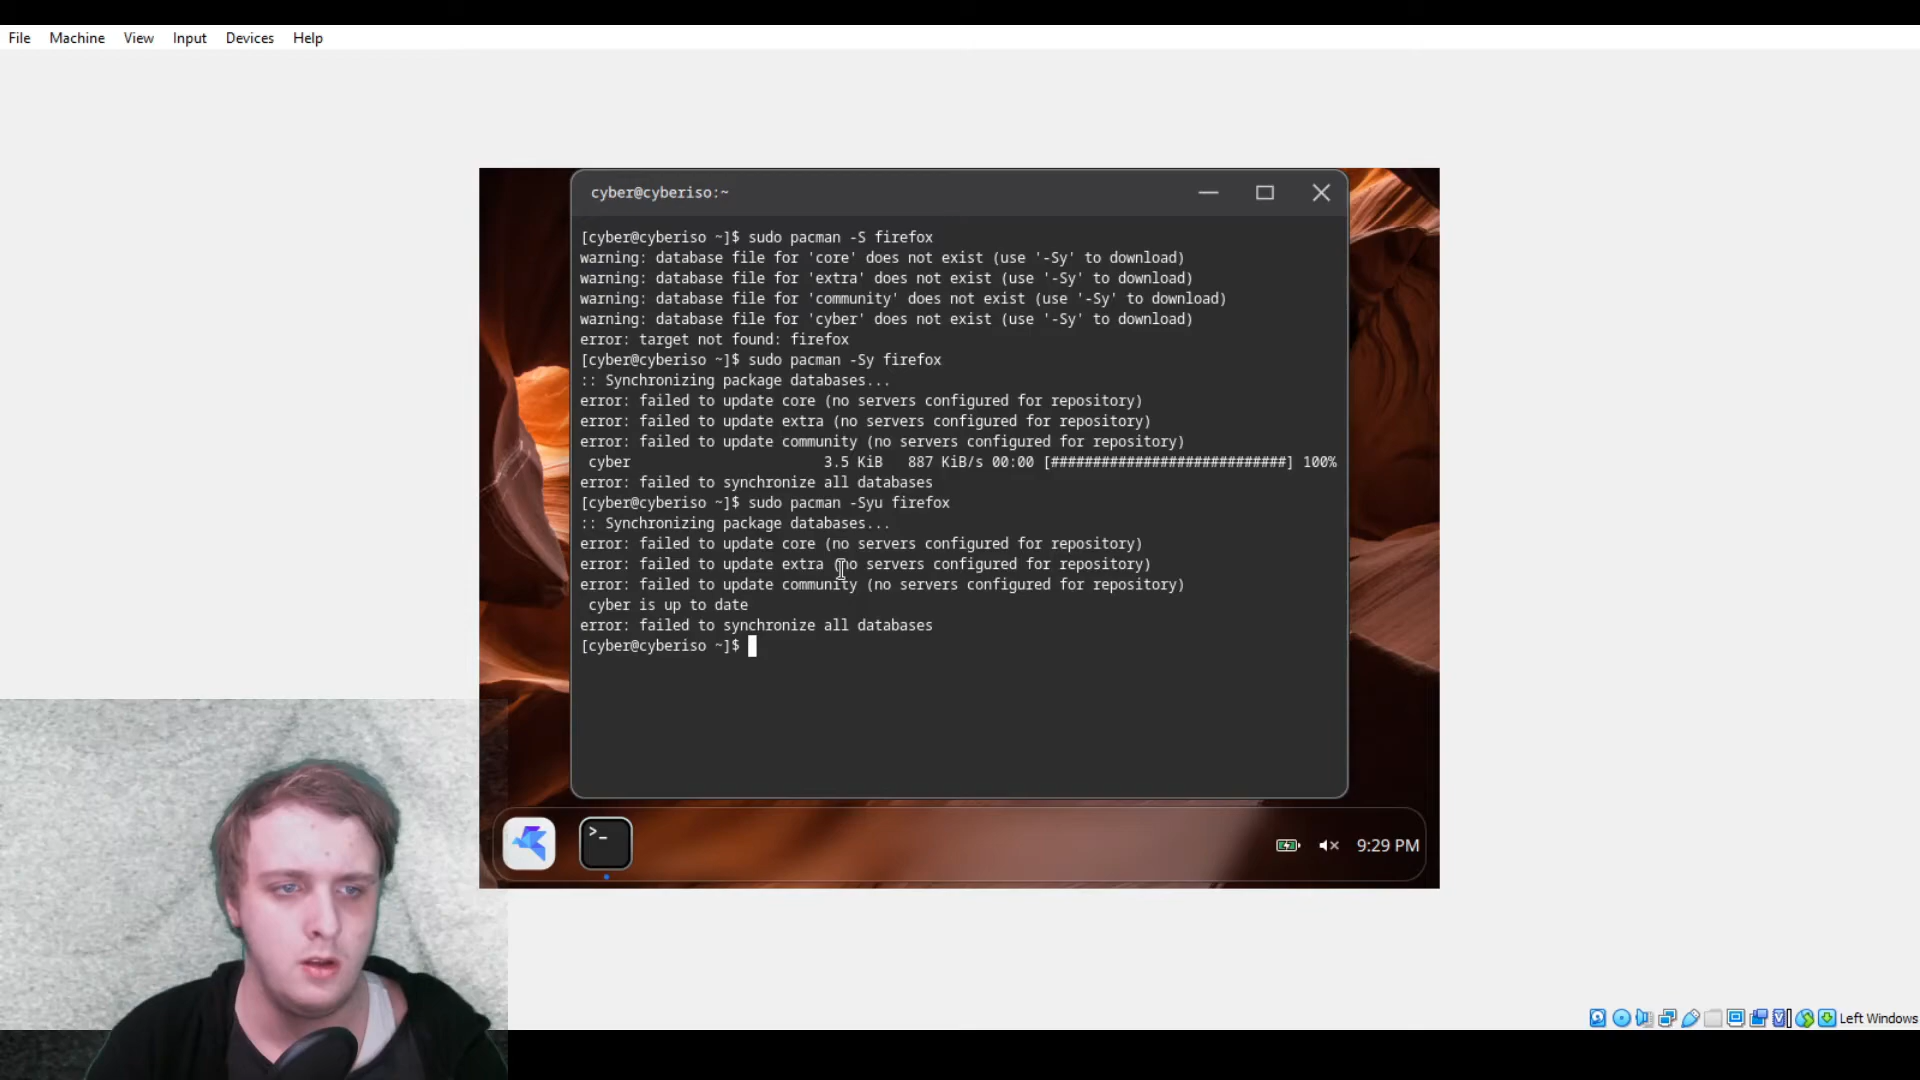 File Machine View Input Devices Help
cyber@cyberiso:~
[cyber@cyberiso ~]$ sudo pacman -S firefox
warning: database file for 'core' does not exist (use '-Sy' to download)
warning: database file for 'extra' does not exist (use '-Sy' to download)
warning: database file for 'community' does not exist (use '-Sy' to download)
warning: database file for 'cyber' does not exist (use '-Sy' to download)
error: target not found: firefox
[cyber@cyberiso ~]$ sudo pacman -Sy firefox
:: Synchronizing package databases...
error: failed to update core (no servers configured for repository)
error: failed to update extra (no servers configured for repository)
error: failed to update community (no servers configured for repository)
cyber 3.5 KiB 887 KiB/s 00:00 [############################] 100%
error: failed to synchronize all databases
[cyber@cyberiso ~]$ sudo pacman -Syu firefox
:: Synchronizing package databases...
error: failed to update core (no servers configured for repository)
error: failed to update extra (no servers configured for repository)
error: failed to update community (no servers configured for repository)
cyber is up to date
error: failed to synchronize all databases
[cyber@cyberiso ~]$
>_
9:29 PM
Left Windows